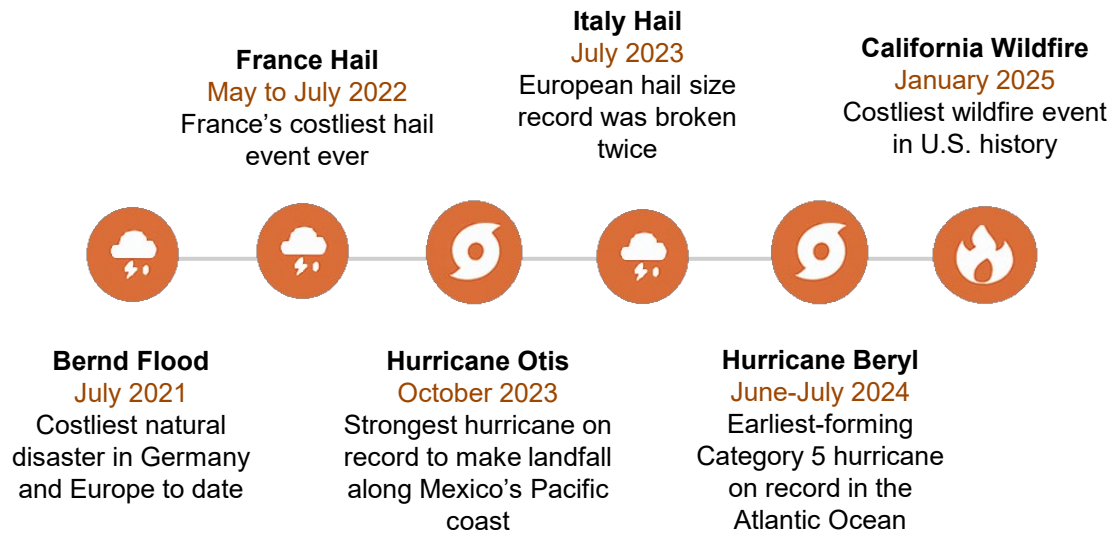 Bernd Flood
July 2021
Costliest natural
disaster in Germany
and Europe to date
France Hail
May to July 2022
France’s costliest hail
event ever
Hurricane Otis
October 2023
Strongest hurricane on
record to make landfall
along Mexico’s Pacific
coast
Italy Hail
July 2023
European hail size
record was broken
twice
Hurricane Beryl
June-July 2024
Earliest-forming
Category 5 hurricane
on record in the
Atlantic Ocean
California Wildfire
January 2025
Costliest wildfire event
in U.S. history